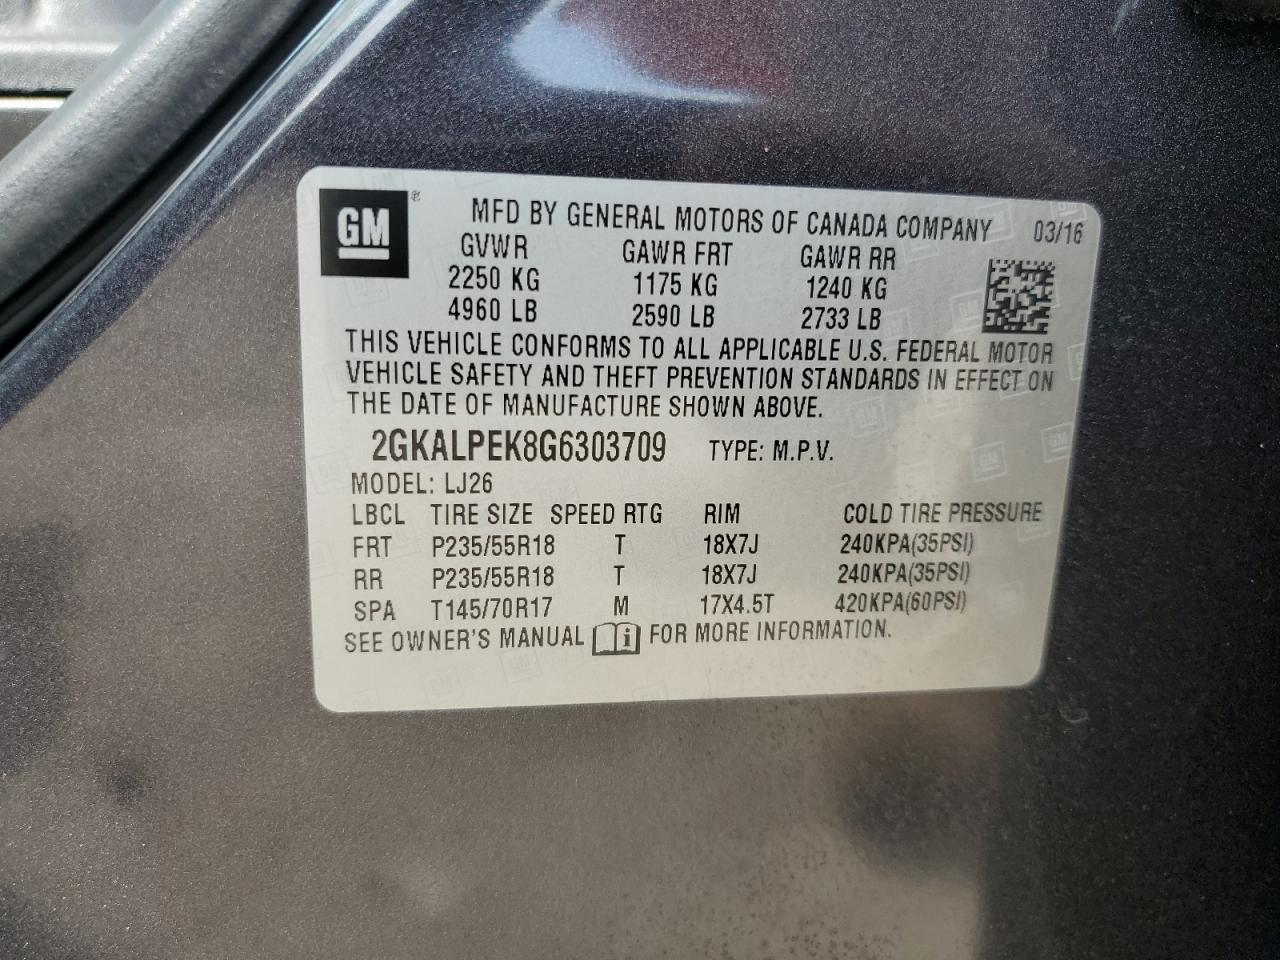 GM ®
MFD BY GENERAL MOTORS OF CANADA COMPANY 03/16
GVWR GAWR FRT GAWR RR
2250 KG 1175 KG 1240 KG
4960 LB 2590 LB 2733 LB
THIS VEHICLE CONFORMS TO ALL APPLICABLE U.S. FEDERAL MOTOR
VEHICLE SAFETY AND THEFT PREVENTION STANDARDS IN EFFECT ON
THE DATE OF MANUFACTURE SHOWN ABOVE.
2GKALPEK8G6303709 TYPE: M.P.V.
MODEL: LJ26
LBCL TIRE SIZE SPEED RTG RIM COLD TIRE PRESSURE
FRT P235/55R18 T 18X7J 240KPA(35PSI)
RR P235/55R18 T 18X7J 240KPA(35PSI)
SPA T145/70R17 M 17X4.5T 420KPA(60PSI)
SEE OWNER'S MANUAL i FOR MORE INFORMATION.